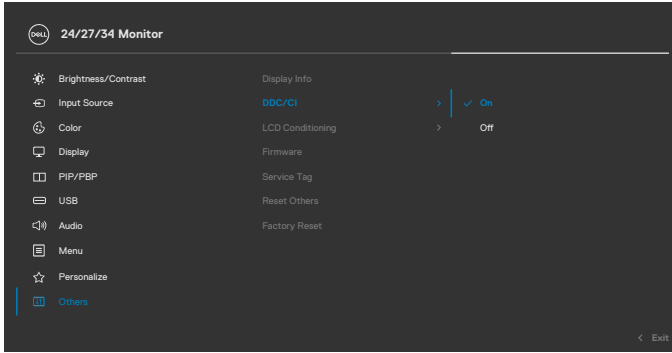 DELL 24/27/34 Monitor
Brightness/Contrast Display Info
Input Source DDC/CI > ✓ On
Color LCD Conditioning > Off
Display Firmware
PIP/PBP Service Tag
USB Reset Others
Audio Factory Reset
Menu
Personalize
Others
< Exit